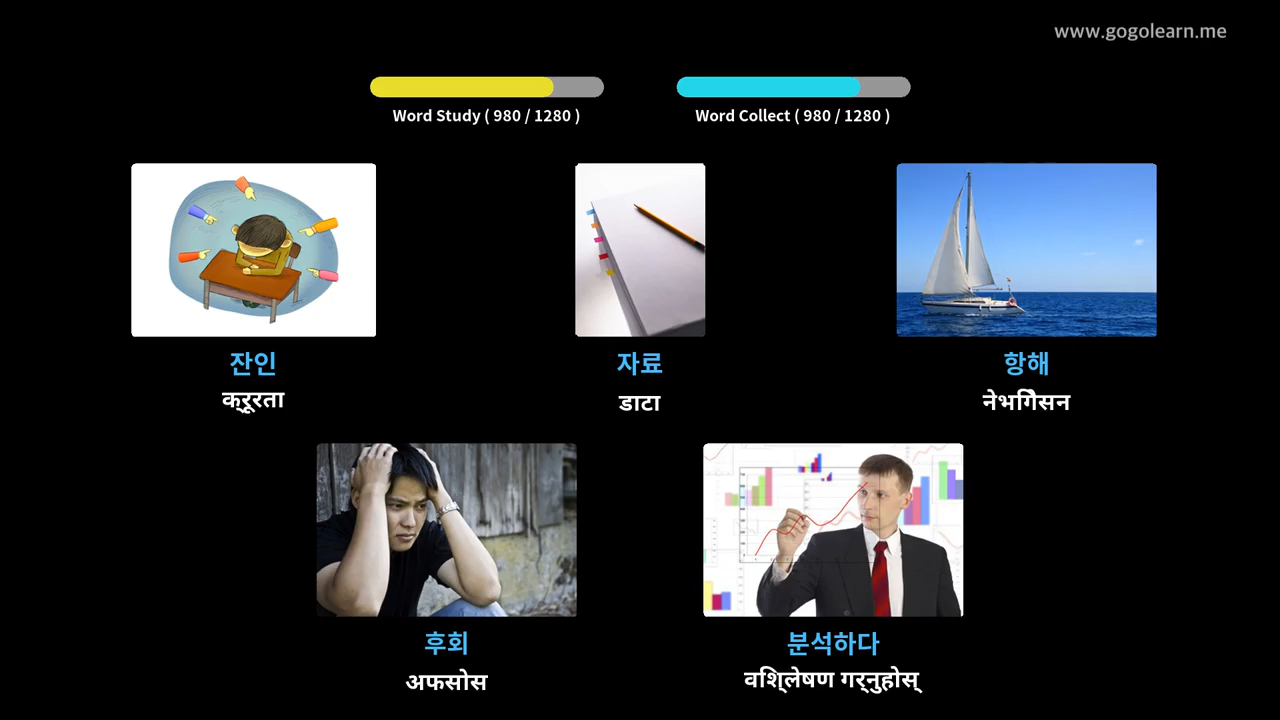 www.gogolearn.me
Word Study ( 980 / 1280 )
Word Collect ( 980 / 1280 )
잔인
क्रूरता
자료
डाटा
항해
नेभिगेसन
후회
अफसोस
분석하다
विश्लेषण गर्नुहोस्